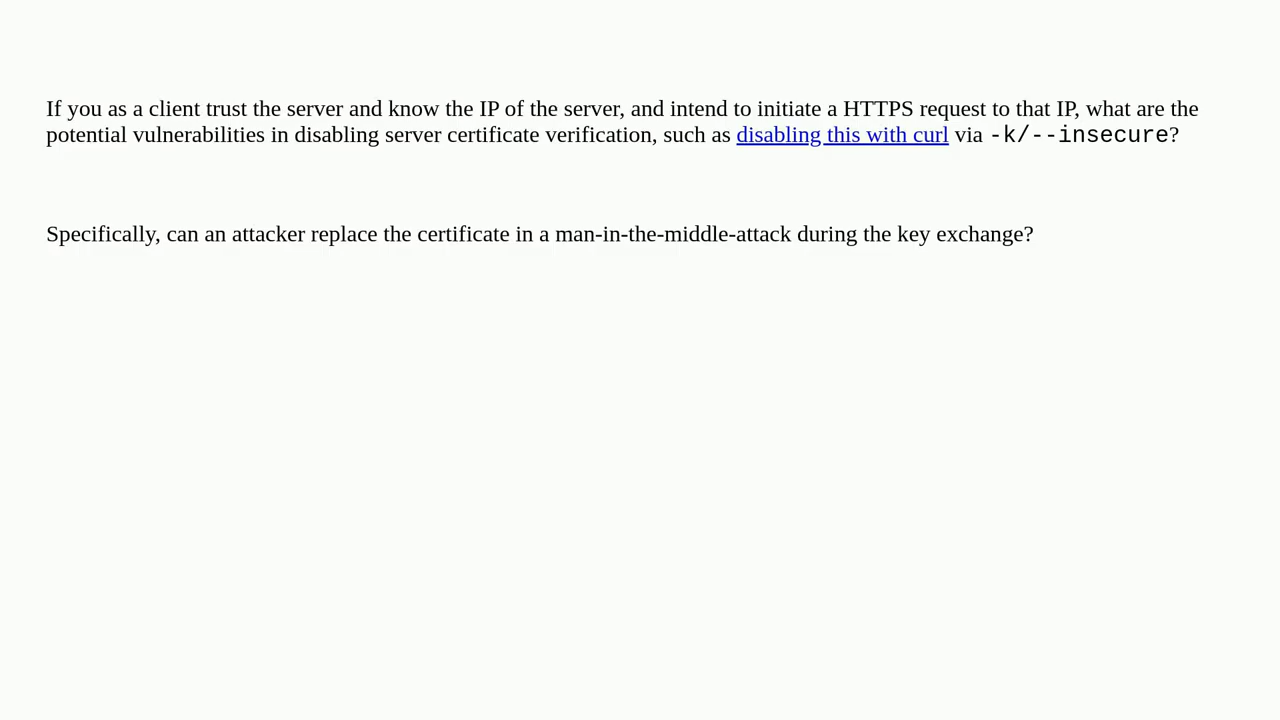 If you as a client trust the server and know the IP of the server, and intend to initiate a HTTPS request to that IP, what are the
potential vulnerabilities in disabling server certificate verification, such as disabling this with curl via -k/--insecure?
Specifically, can an attacker replace the certificate in a man-in-the-middle-attack during the key exchange?